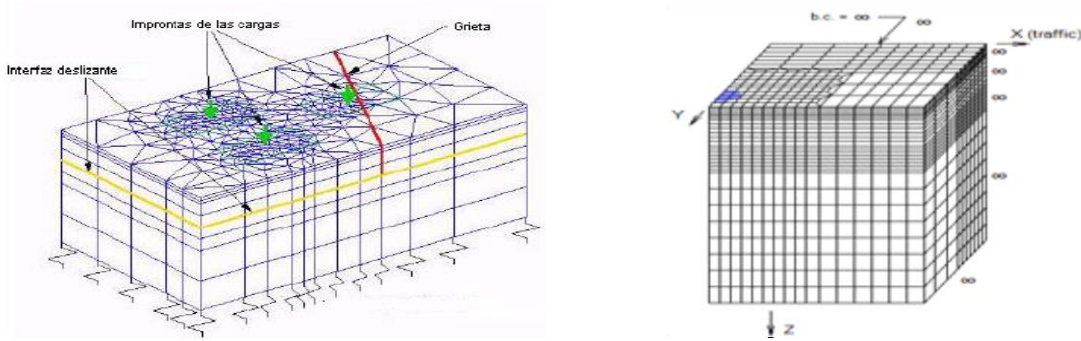 Improntas de las cargas
Grieta
Interfaz deslizante
b.c. = ∞
∞
X (traffic)
∞
∞
∞
Y
∞
∞
Z